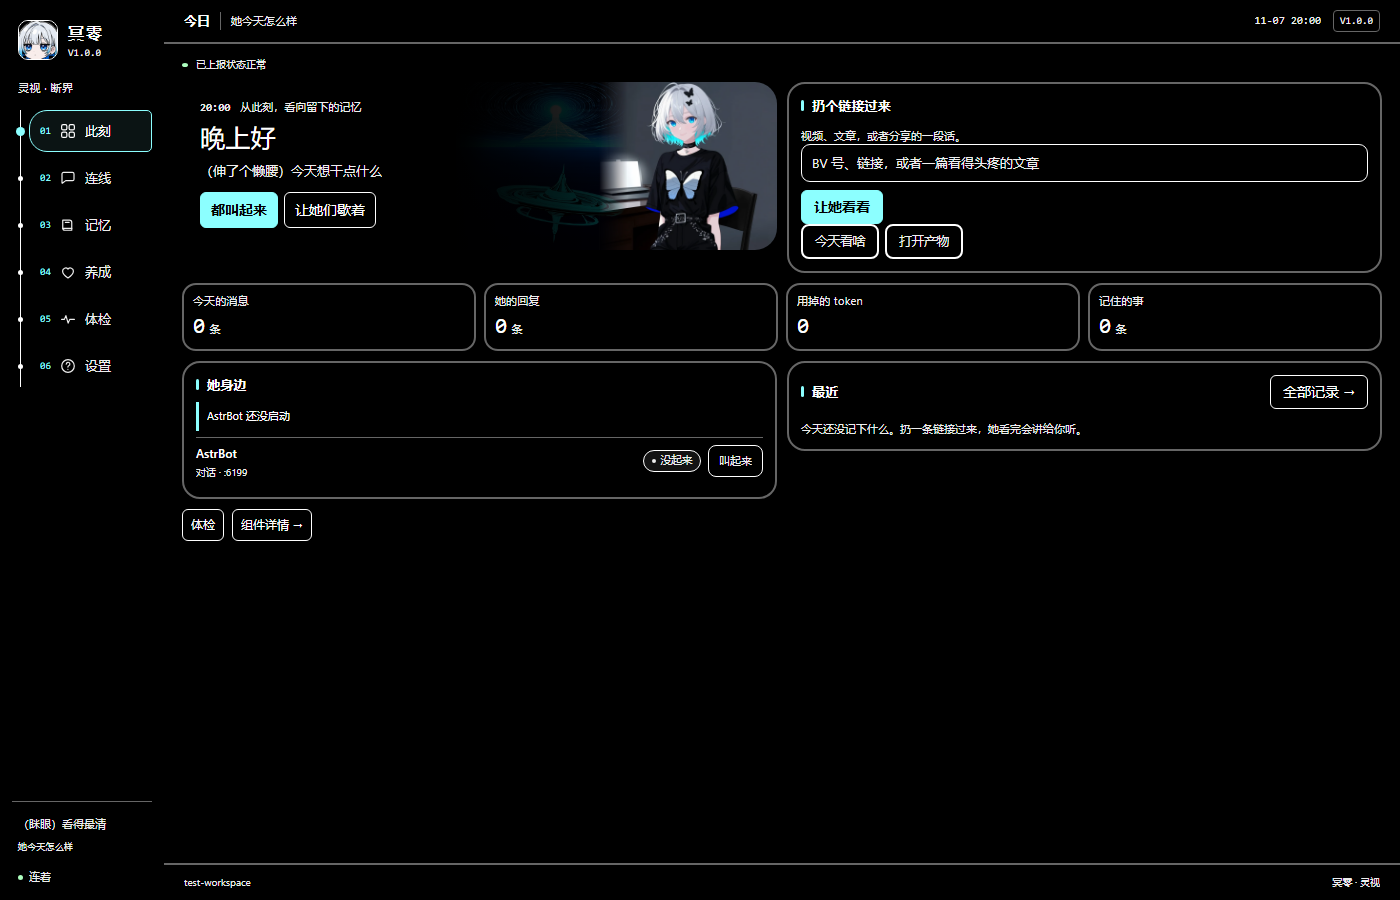 冥零
V1.0.0
灵视 · 断界
01 此刻
02 连线
03 记忆
04 养成
05 体检
06 设置
（眯眼）看得最清
她今天怎么样
连着
今日 她今天怎么样
11-07 20:00 V1.0.0
已上报状态正常
20:00 从此刻，看向留下的记忆
晚上好
（伸了个懒腰）今天想干点什么
都叫起来 让她们歇着
扔个链接过来
视频、文章，或者分享的一段话。
BV 号、链接，或者一篇看得头疼的文章
让她看看
今天看啥 打开产物
今天的消息
0 条
她的回复
0 条
用掉的 token
0
记住的事
0 条
她身边
AstrBot 还没启动
AstrBot
对话 · :6199
没起来 叫起来
体检 组件详情 →
最近
全部记录 →
今天还没记下什么。扔一条链接过来，她看完会讲给你听。
test-workspace
冥零 · 灵视